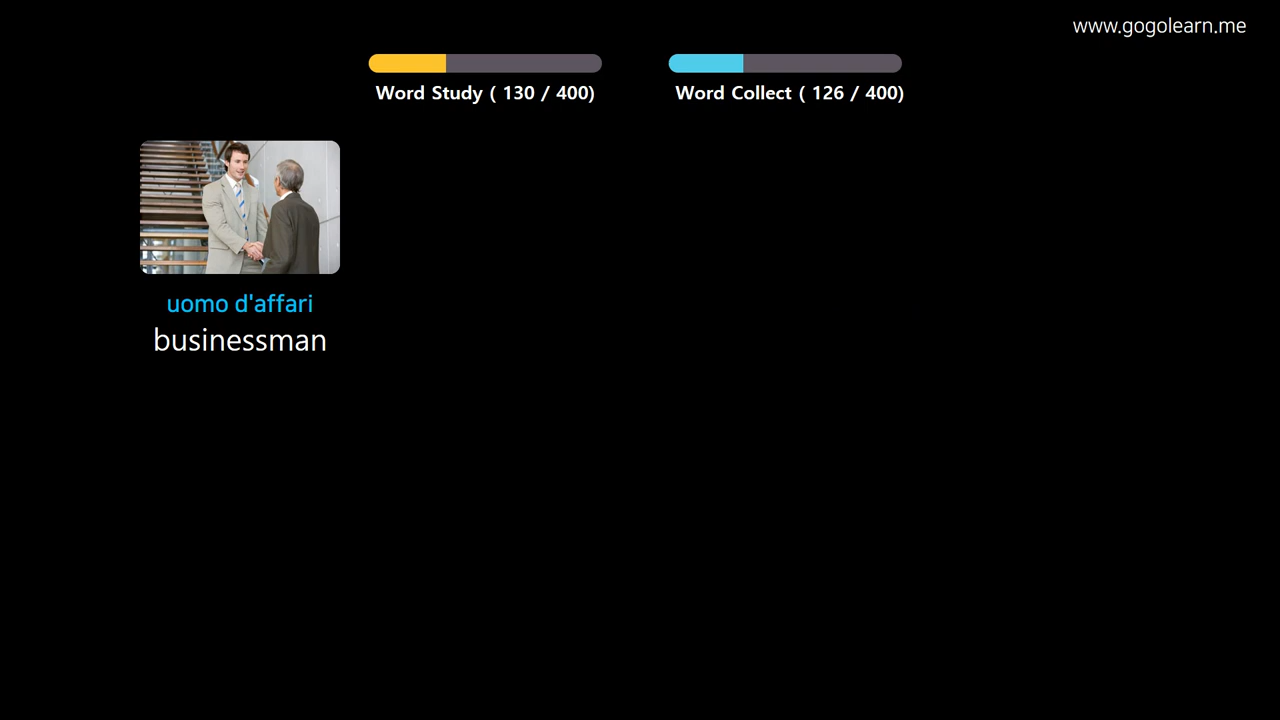 www.gogolearn.me
Word Study ( 130 / 400)
Word Collect ( 126 / 400)
uomo d'affari
businessman